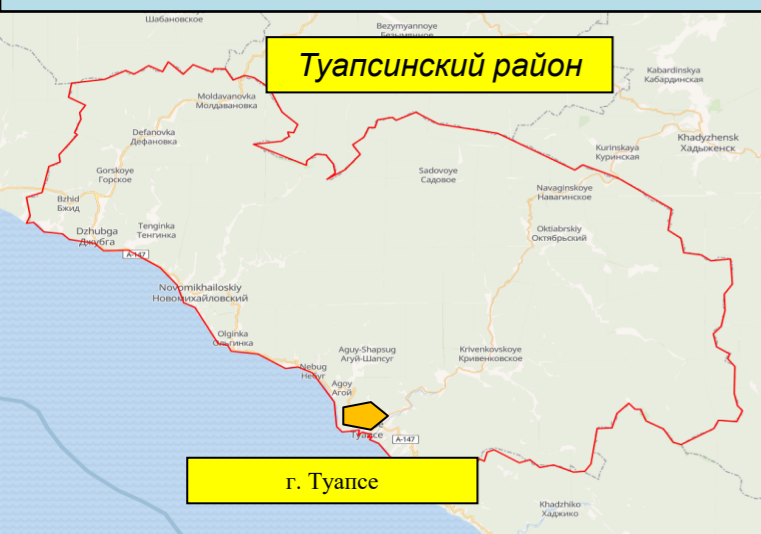 Шабановское
Bezymyannoye
Безымянное
Туапсинский район
Kabardinskaya
Кабардинская
Moldavanovka
Молдавановка
Defanovka
Дефановка
Khadyzhensk
Хадыженск
Kurinskaya
Куринская
Gorskoye
Горское
Sadovoye
Садовое
Navaginskoye
Навагинское
Bzhid
Бжид
Tenginka
Тенгинка
Dzhubga
Джубга
Oktiabrskiy
Октябрьский
A-147
Novomikhailoskiy
Новомихайловский
Olginka
Ольгинка
Aguy-Shapsug
Агуй-Шапсуг
Krivenkovskoye
Кривенковское
Nebug
Небуг
Agoy
Агой
Туапсе
A-147
г. Туапсе
Khadzhiko
Хаджико